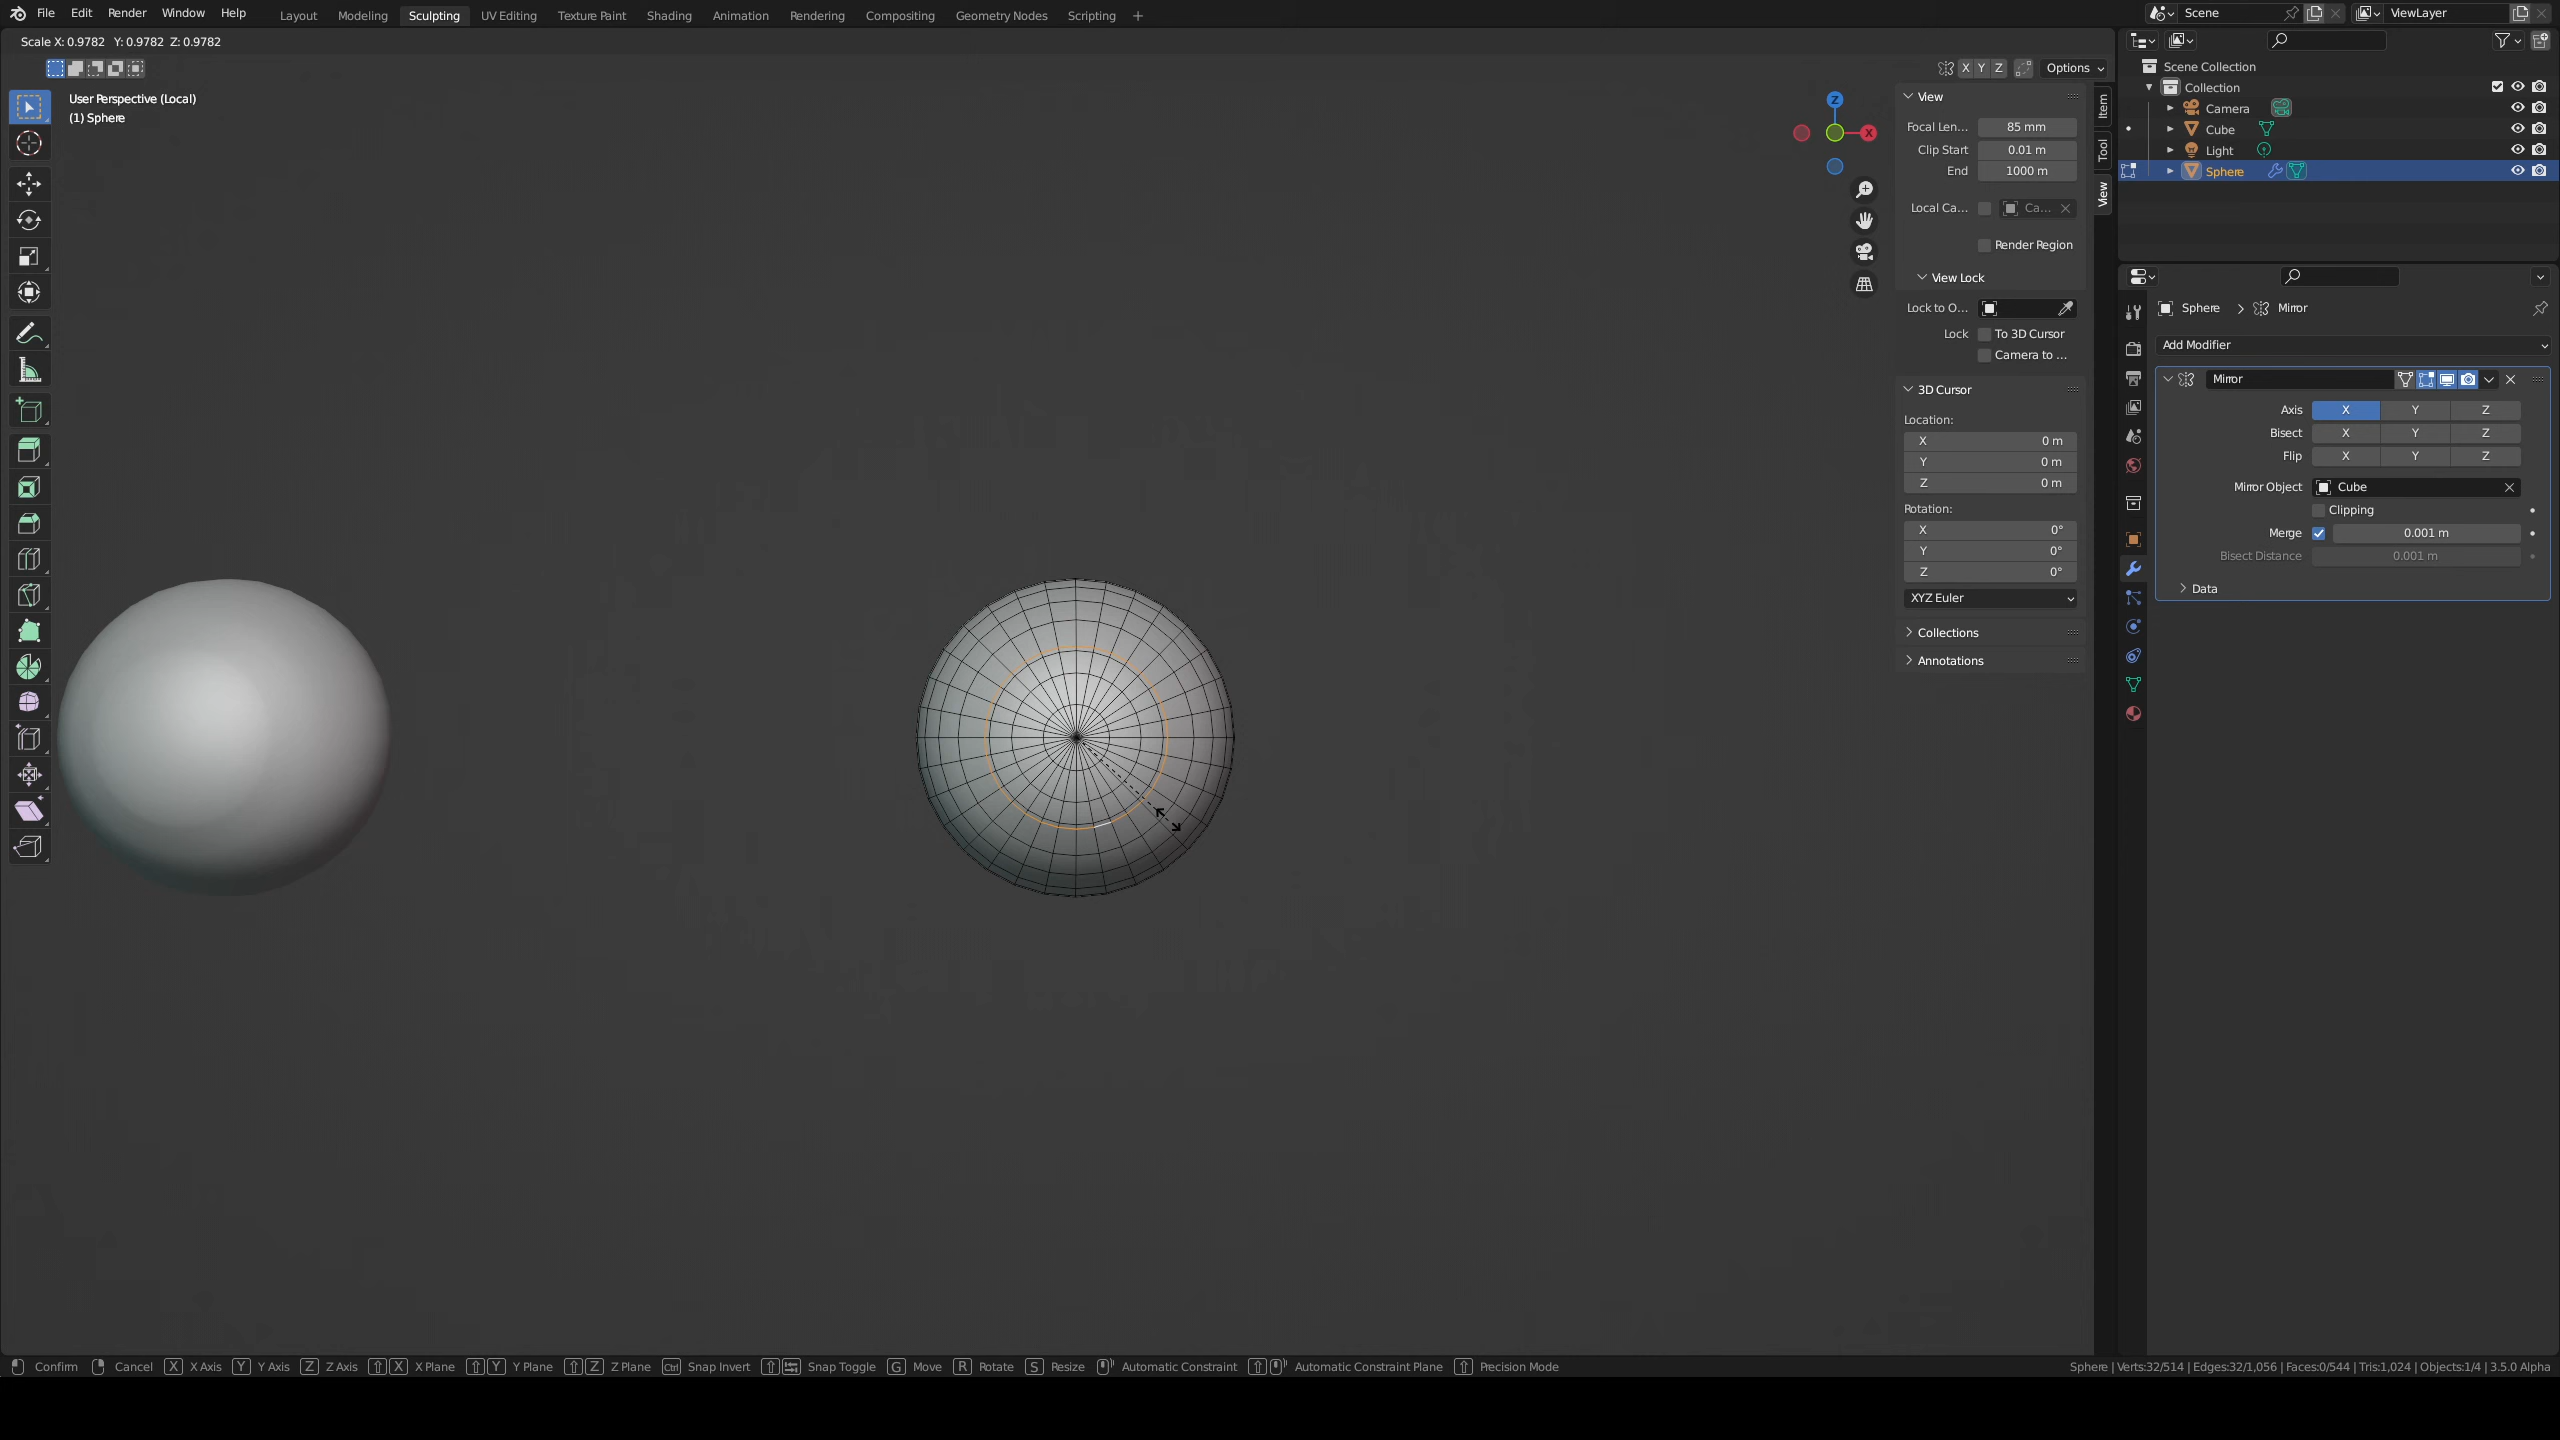 File Edit Render Window Help Layout Modeling Sculpting UV Editing Texture Paint Shading Animation Rendering Compositing Geometry Nodes Scripting + Scene ViewLayer
Scale X: 0.9782 Y: 0.9782 Z: 0.9782
X Y Z Options
User Perspective (Local)
(1) Sphere
Z
X
View
Focal Len... 85 mm
Clip Start 0.01 m
End 1000 m
Local Ca... Ca...
Render Region
View Lock
Lock to O...
Lock To 3D Cursor
Camera to ...
3D Cursor
Location:
X 0 m
Y 0 m
Z 0 m
Rotation:
X 0°
Y 0°
Z 0°
XYZ Euler
Collections
Annotations
Item
Tool
View
Scene Collection
Collection
Camera
Cube
Light
Sphere
Sphere > Mirror
Add Modifier
Mirror
Axis X Y Z
Bisect X Y Z
Flip X Y Z
Mirror Object Cube
Clipping
Merge 0.001 m
Bisect Distance 0.001 m
Data
Confirm Cancel X X Axis Y Y Axis Z Z Axis X X Plane Y Y Plane Z Z Plane Ctrl Snap Invert Snap Toggle G Move R Rotate S Resize Automatic Constraint Automatic Constraint Plane Precision Mode Sphere | Verts:32/514 | Edges:32/1,056 | Faces:0/544 | Tris:1,024 | Objects:1/4 | 3.5.0 Alpha